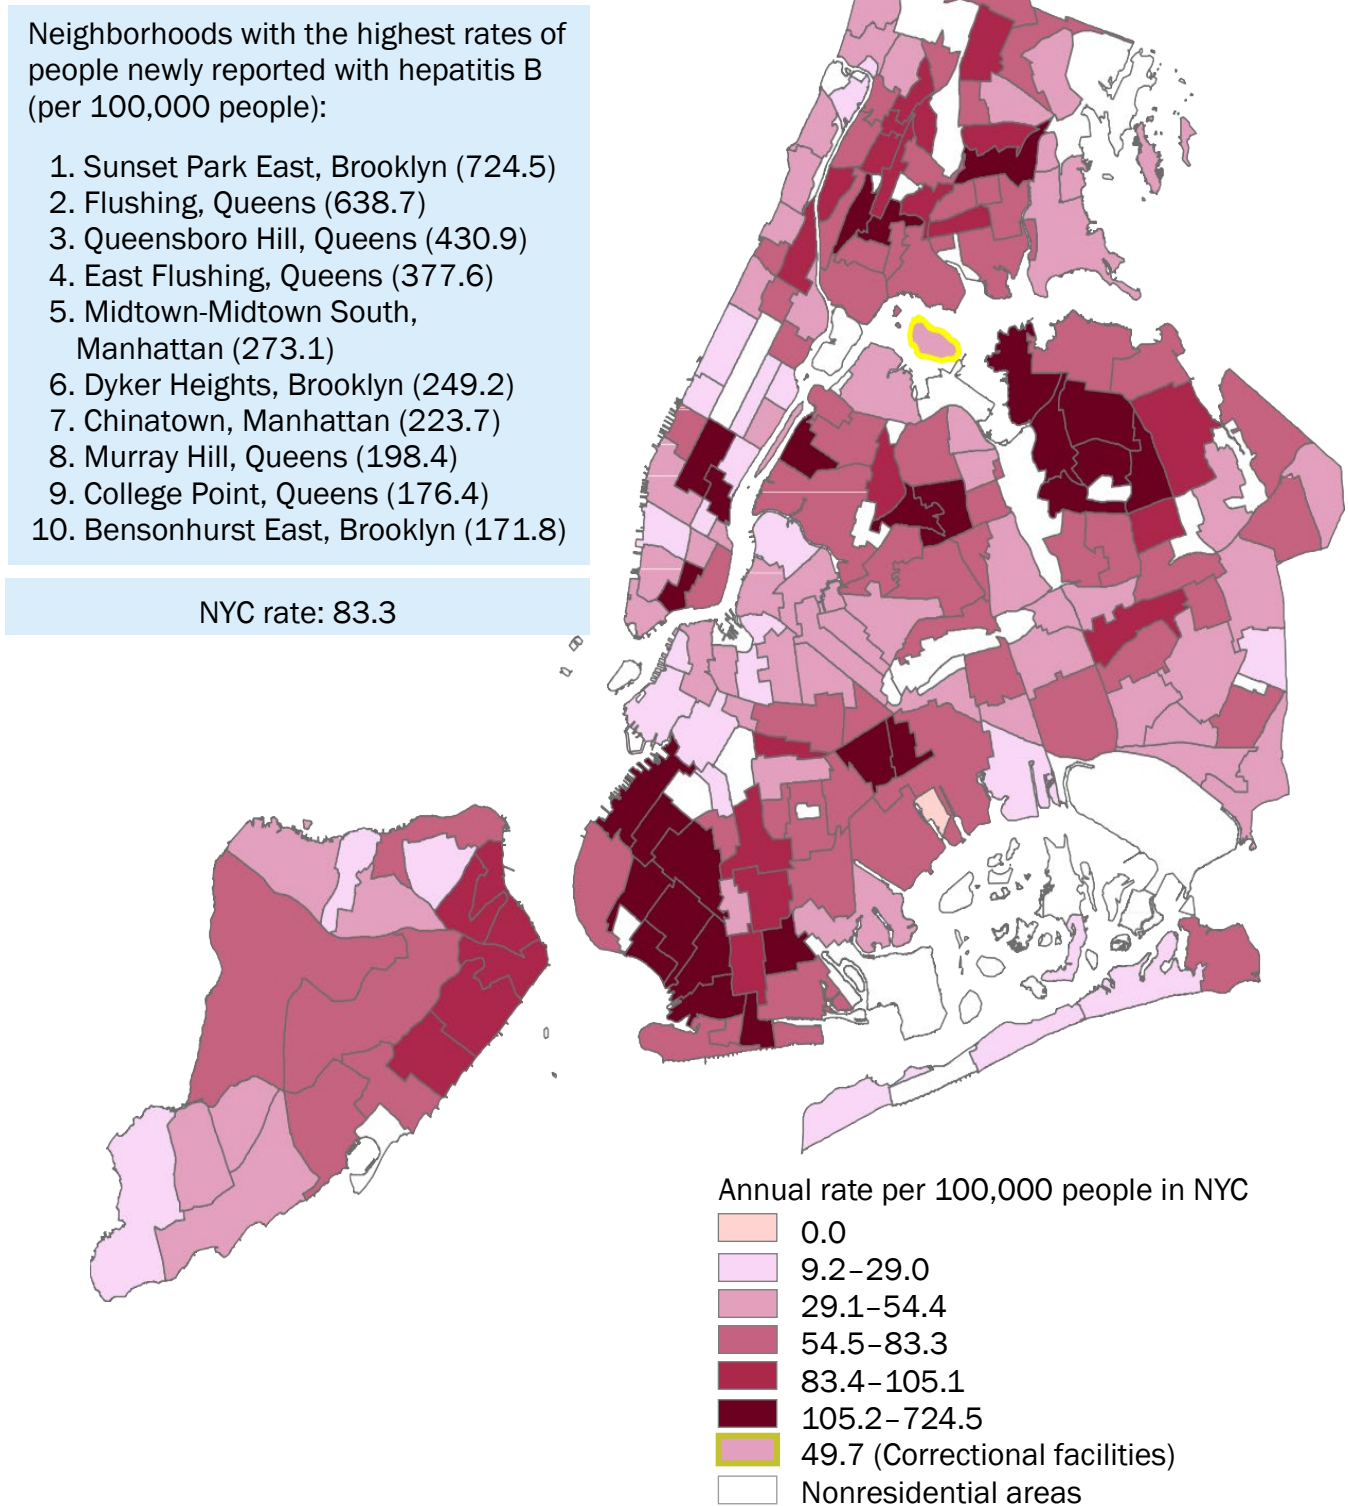 Neighborhoods with the highest rates of
people newly reported with hepatitis B
(per 100,000 people):
1. Sunset Park East, Brooklyn (724.5)
2. Flushing, Queens (638.7)
3. Queensboro Hill, Queens (430.9)
4. East Flushing, Queens (377.6)
5. Midtown-Midtown South,
Manhattan (273.1)
6. Dyker Heights, Brooklyn (249.2)
7. Chinatown, Manhattan (223.7)
8. Murray Hill, Queens (198.4)
9. College Point, Queens (176.4)
10. Bensonhurst East, Brooklyn (171.8)
NYC rate: 83.3
Annual rate per 100,000 people in NYC
0.0
9.2–29.0
29.1–54.4
54.5–83.3
83.4–105.1
105.2–724.5
49.7 (Correctional facilities)
Nonresidential areas